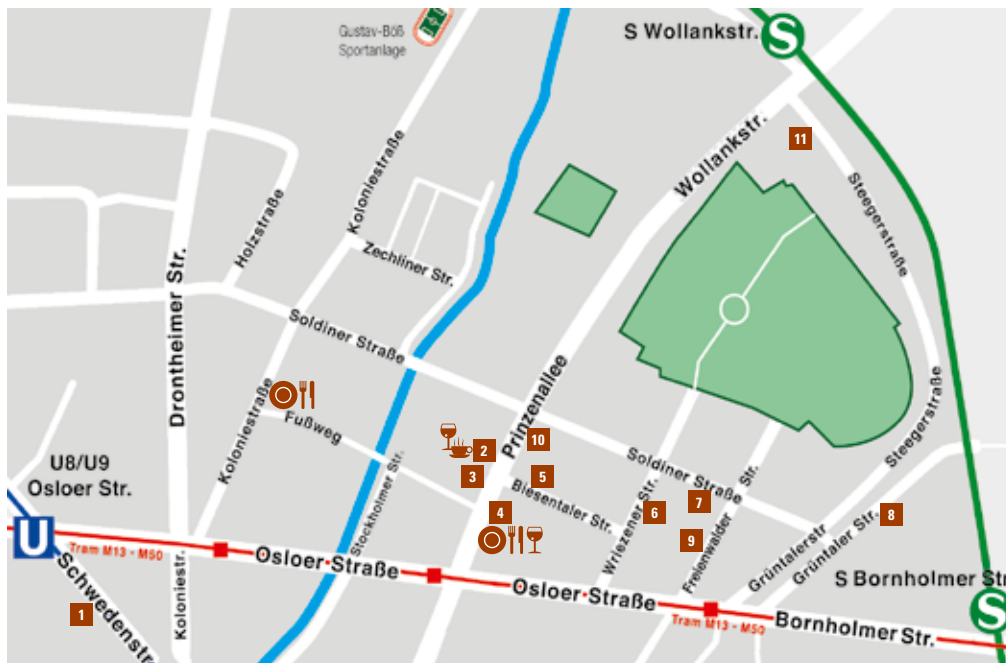 Gustav-Böß
Sportanlage
S Wollankstr.
S
Wollankstr.
11
Steegerstraße
Koloniestraße
Holzstraße
Zechliner Str.
Drontheimer Str.
Soldiner Straße
Koloniestraße
Fußweg
Prinzenallee
10
2
3
5
4
Biesentaler Str.
Stockholmer Str.
Soldiner Straße
Wriezener Str.
6
7
9
Freienwalder Str.
Steegerstraße
8
Grüntalerstr
Grüntaler Str.
U8/U9
Osloer Str.
U
Tram M13 - M50
Schwedenstr.
1
Koloniestr.
Osloer Straße
Osloer Straße
Tram M13 - M50
Bornholmer Str.
S Bornholmer Str
S